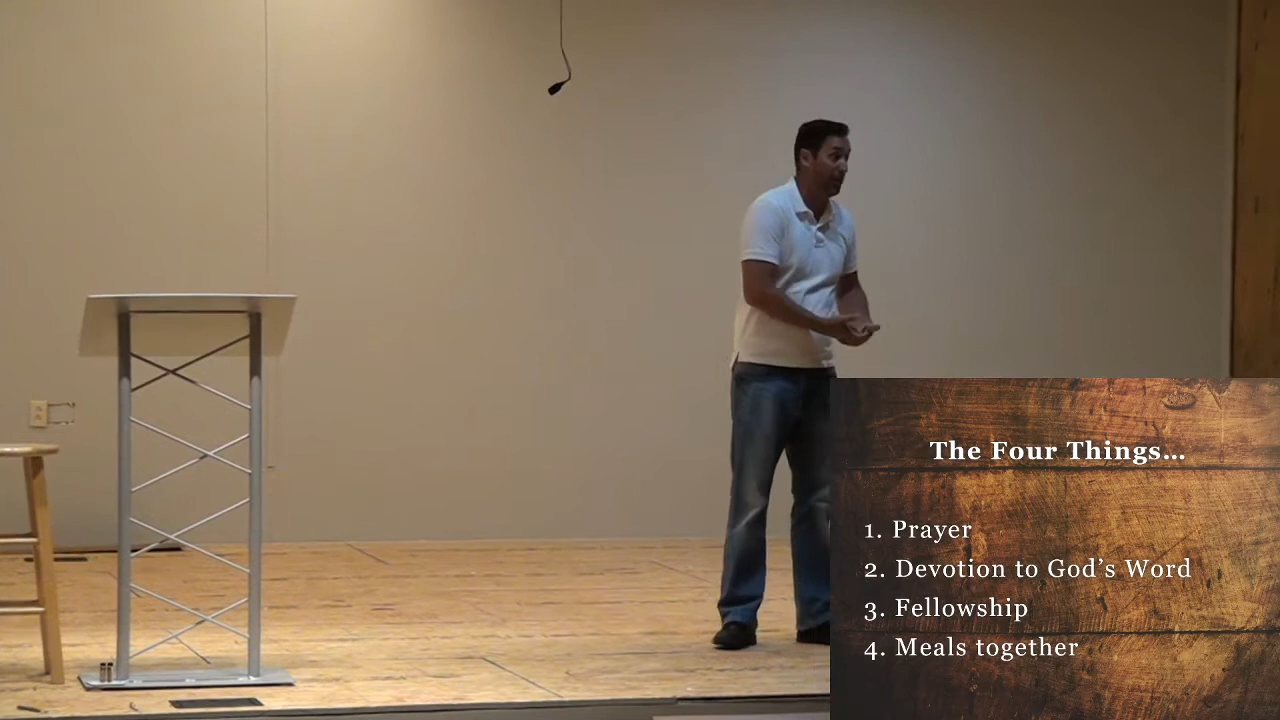 The Four Things...
1. Prayer
2. Devotion to God’s Word
3. Fellowship
4. Meals together